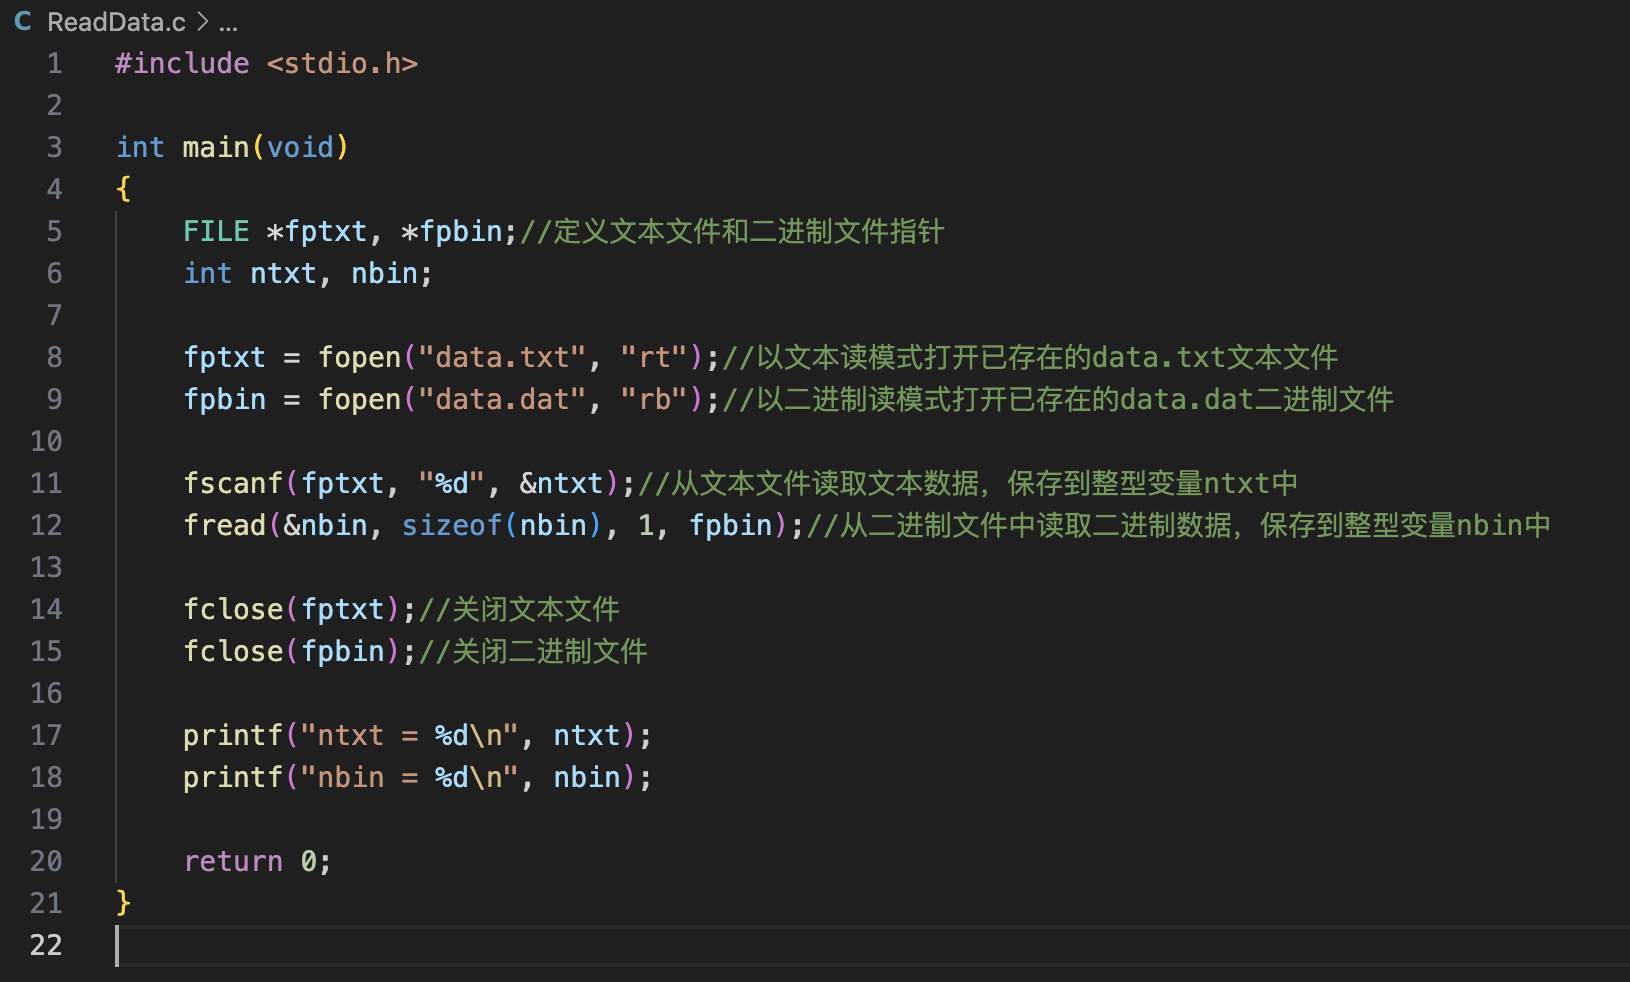 C ReadData.c > ...
1 #include <stdio.h>
2
3 int main(void)
4 {
5 FILE *fptxt, *fpbin;//定义文本文件和二进制文件指针
6 int ntxt, nbin;
7
8 fptxt = fopen("data.txt", "rt");//以文本读模式打开已存在的data.txt文本文件
9 fpbin = fopen("data.dat", "rb");//以二进制读模式打开已存在的data.dat二进制文件
10
11 fscanf(fptxt, "%d", &ntxt);//从文本文件读取文本数据，保存到整型变量ntxt中
12 fread(&nbin, sizeof(nbin), 1, fpbin);//从二进制文件中读取二进制数据，保存到整型变量nbin中
13
14 fclose(fptxt);//关闭文本文件
15 fclose(fpbin);//关闭二进制文件
16
17 printf("ntxt = %d\n", ntxt);
18 printf("nbin = %d\n", nbin);
19
20 return 0;
21 }
22